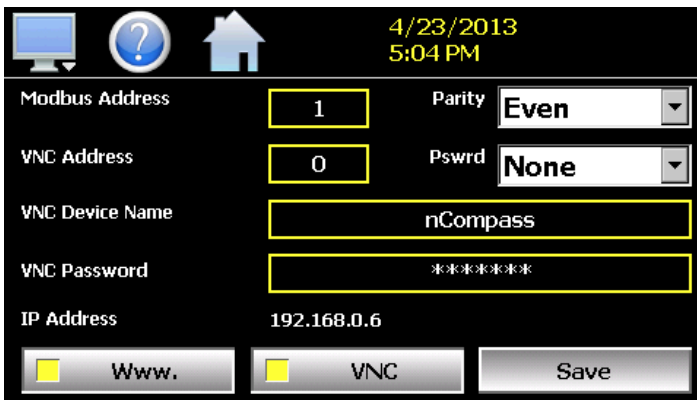 ?
4/23/2013
5:04 PM
Modbus Address 1 Parity Even
VNC Address 0 Pswrd None
VNC Device Name nCompass
VNC Password *******
IP Address 192.168.0.6
Www. VNC Save